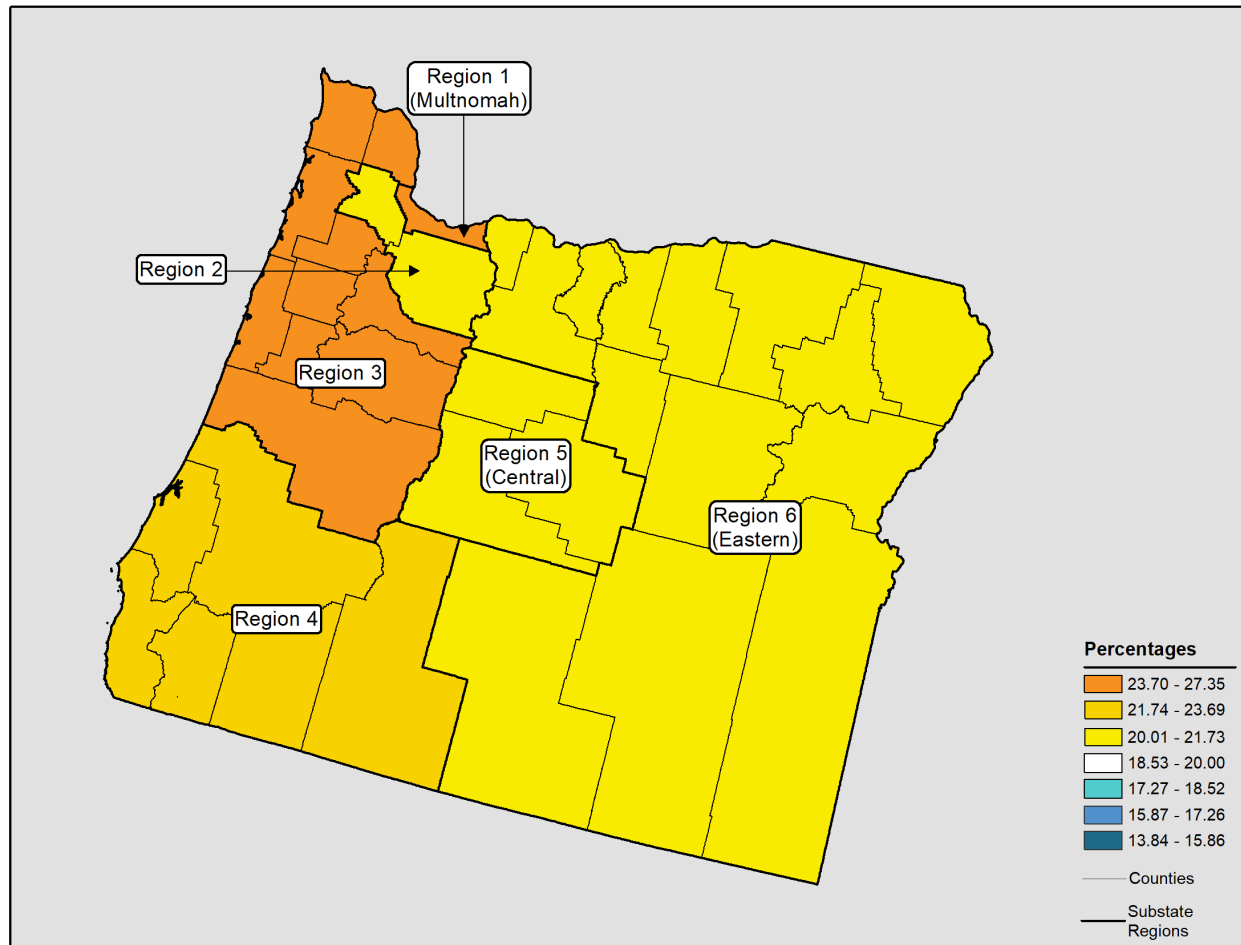 Region 1
(Multnomah)
Region 2
Region 3
Region 5
(Central)
Region 6
(Eastern)
Region 4
Percentages
23.70 - 27.35
21.74 - 23.69
20.01 - 21.73
18.53 - 20.00
17.27 - 18.52
15.87 - 17.26
13.84 - 15.86
Counties
Substate
Regions